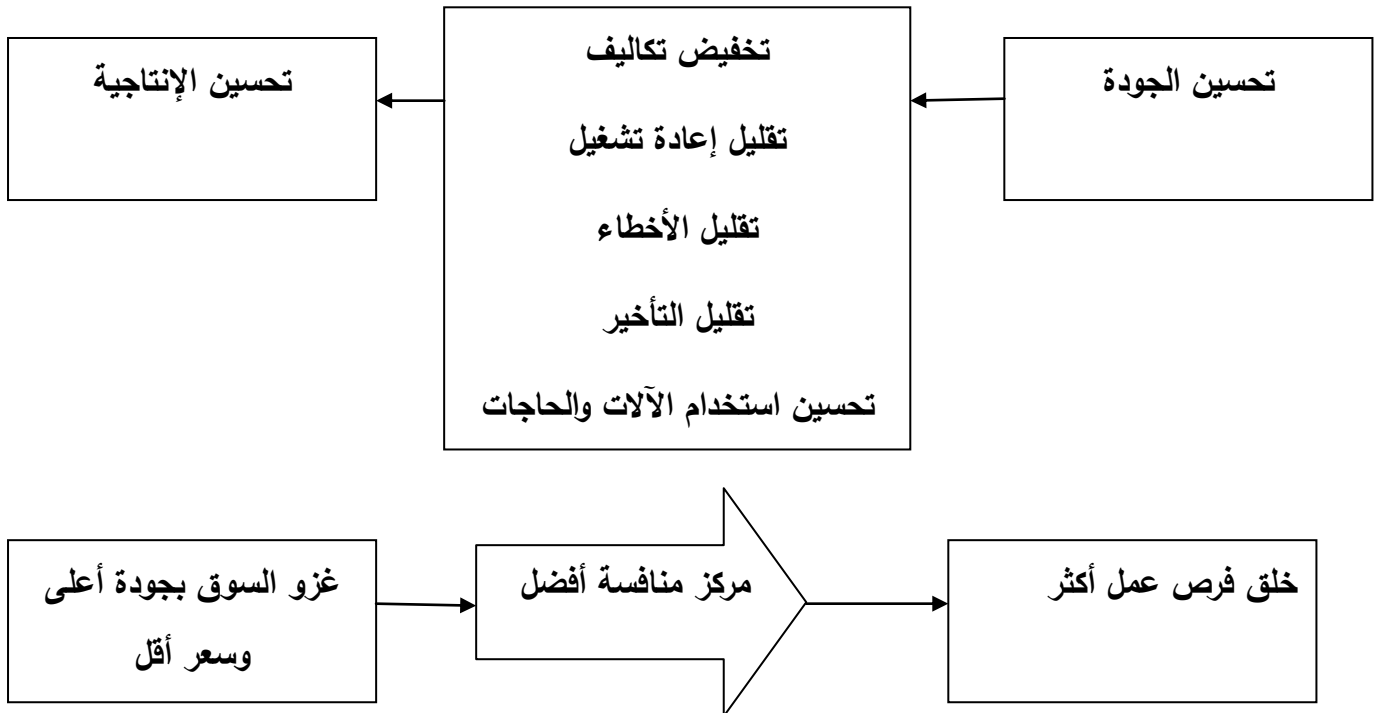 تحسين الجودة
تخفيض تكاليف
تقليل إعادة تشغيل
تقليل الأخطاء
تقليل التأخير
تحسين استخدام الآلات والحاجات
تحسين الإنتاجية
غزو السوق بجودة أعلى
وسعر أقل
مركز منافسة أفضل
خلق فرص عمل أكثر